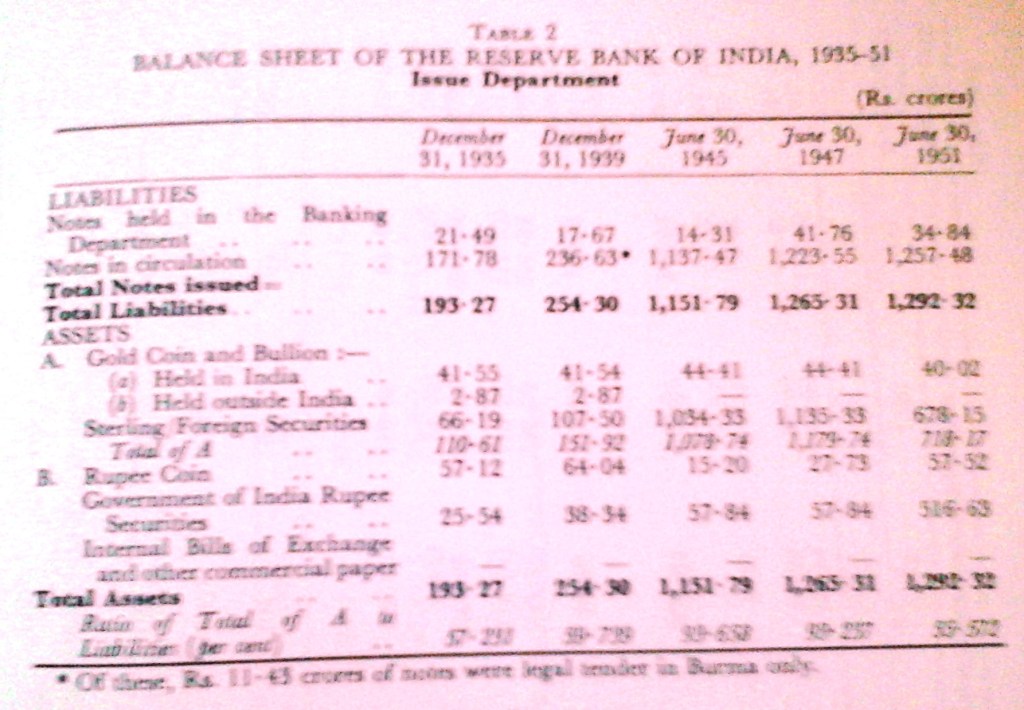 TABLE 2
BALANCE SHEET OF THE RESERVE BANK OF INDIA, 1935–51
Issue Department
(Rs. crores)
December December June 30, June 30, June 30,
31, 1935 31, 1939 1945 1947 1951
LIABILITIES
Notes held in the Banking
Department .. .. .. 21·49 17·67 14·31 41·76 34·84
Notes in circulation .. .. 171·78 236·63* 1,137·47 1,223·55 1,257·48
Total Notes issued=
Total Liabilities .. .. .. 193·27 254·30 1,151·79 1,265·31 1,292·32
ASSETS
A. Gold Coin and Bullion :—
(a) Held in India .. 41·55 41·54 44·41 44·41 40·02
(b) Held outside India .. 2·87 2·87 — — —
Sterling/Foreign Securities 66·19 107·50 1,034·33 1,135·33 678·15
Total of A .. .. 110·61 151·92 1,078·74 1,179·74 718·17
B. Rupee Coin .. .. 57·12 64·04 15·20 27·73 57·52
Government of India Rupee
Securities .. .. 25·54 38·34 57·84 57·84 516·63
Internal Bills of Exchange
and other commercial paper — — — — —
Total Assets .. .. 193·27 254·30 1,151·79 1,265·31 1,292·32
Ratio of Total of A to
Liabilities (per cent) .. 57·231 59·739 93·658 93·237 55·572
* Of these, Rs. crores of notes were legal tender in Burma only.